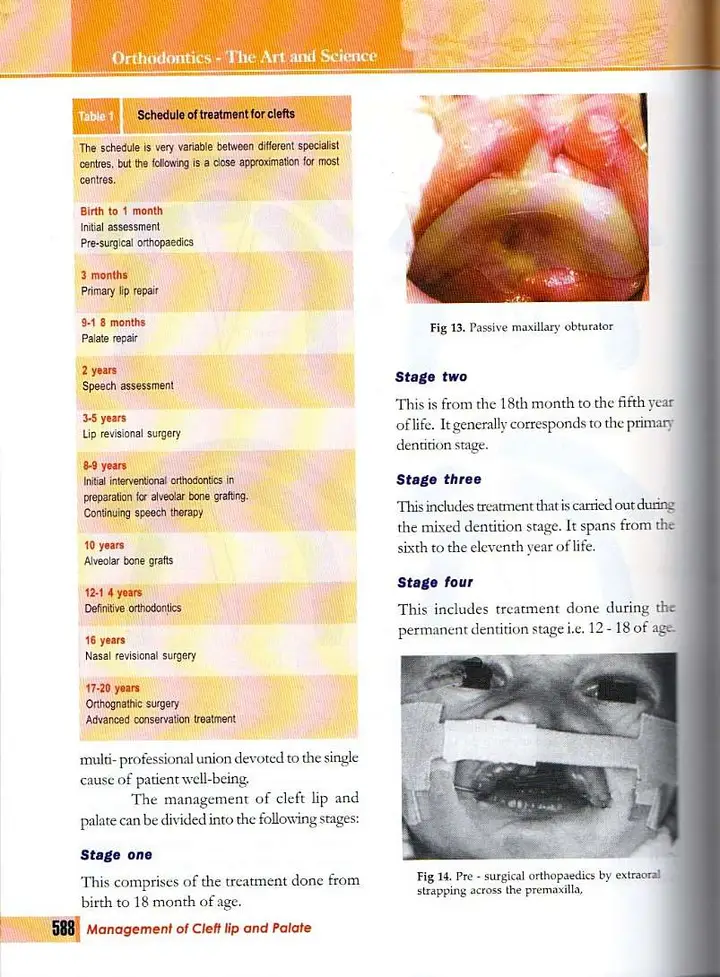 Orthodontics - The Art and Science
Table 1
Schedule of treatment for clefts
The schedule is very variable between different specialist
centres, but the following is a close approximation for most
centres.
Birth to 1 month
Initial assessment
Pre-surgical orthopaedics
3 months
Primary lip repair
9-1 8 months
Palate repair
2 years
Speech assessment
3-5 years
Lip revisional surgery
8-9 years
Initial interventional orthodontics in
preparation for alveolar bone grafting.
Continuing speech therapy
10 years
Alveolar bone grafts
12-1 4 years
Definitive orthodontics
16 years
Nasal revisional surgery
17-20 years
Orthognathic surgery
Advanced conservation treatment
multi- professional union devoted to the single
cause of patient well-being.
The management of cleft lip and
palate can be divided into the following stages:
Stage one
This comprises of the treatment done from
birth to 18 month of age.
Fig 13. Passive maxillary obturator
Stage two
This is from the 18th month to the fifth year
of life. It generally corresponds to the primary
dentition stage.
Stage three
This includes treatment that is carried out during
the mixed dentition stage. It spans from the
sixth to the eleventh year of life.
Stage four
This includes treatment done during the
permanent dentition stage i.e. 12 - 18 of age.
Fig 14. Pre - surgical orthopaedics by extraoral
strapping across the premaxilla,
588 Management of Cleft lip and Palate